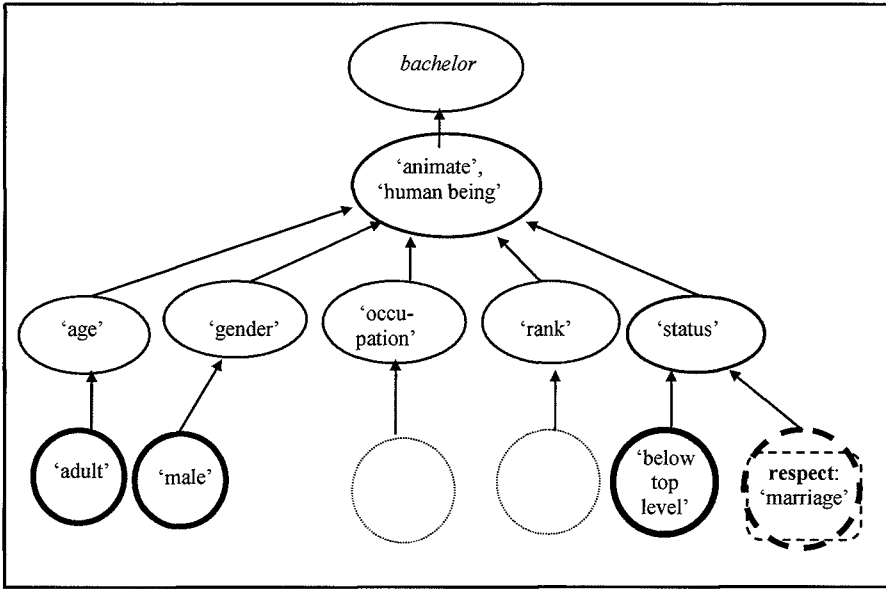 bachelor
‘animate’,
‘human being’
‘age’
‘gender’
‘occu-
pation’
‘rank’
‘status’
‘adult’
‘male’
‘below
top
level’
respect:
‘marriage’